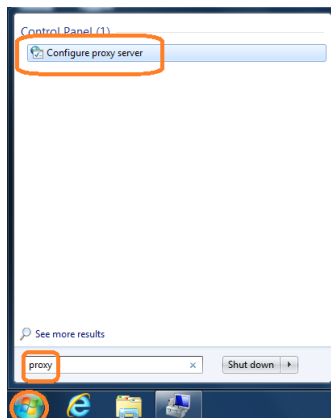 Control Panel (1)
Configure proxy server
See more results
proxy
Shut down